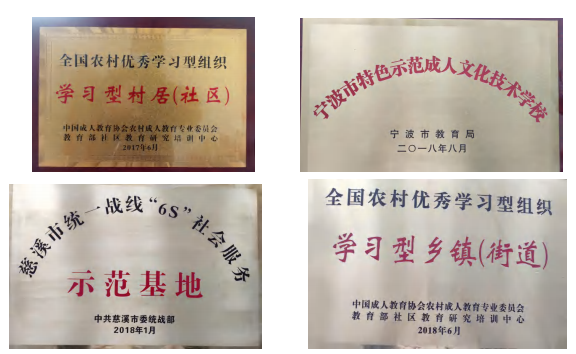 全国农村优秀学习型组织
学习型村居(社区)
中国成人教育协会农村成人教育专业委员会
教育部社区教育研究培训中心
2017年6月
宁波市特色示范成人文化技术学校
宁波市教育局
二〇一八年八月
慈溪市统一战线“6S”社会服务
示范基地
中共慈溪市委统战部
2018年1月
全国农村优秀学习型组织
学习型乡镇(街道)
中国成人教育协会农村成人教育专业委员会
教育部社区教育研究培训中心
2018年6月